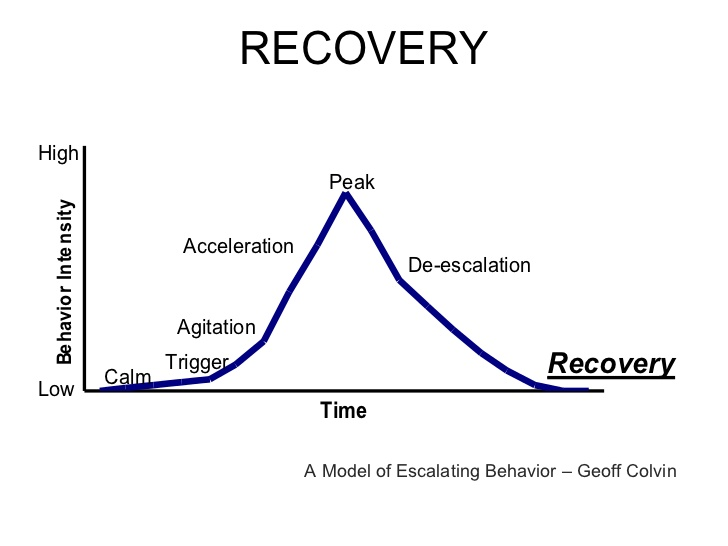 RECOVERY
High
Peak
Behavior Intensity
Acceleration
De-escalation
Agitation
Trigger
Recovery
Calm
Low
Time
A Model of Escalating Behavior – Geoff Colvin